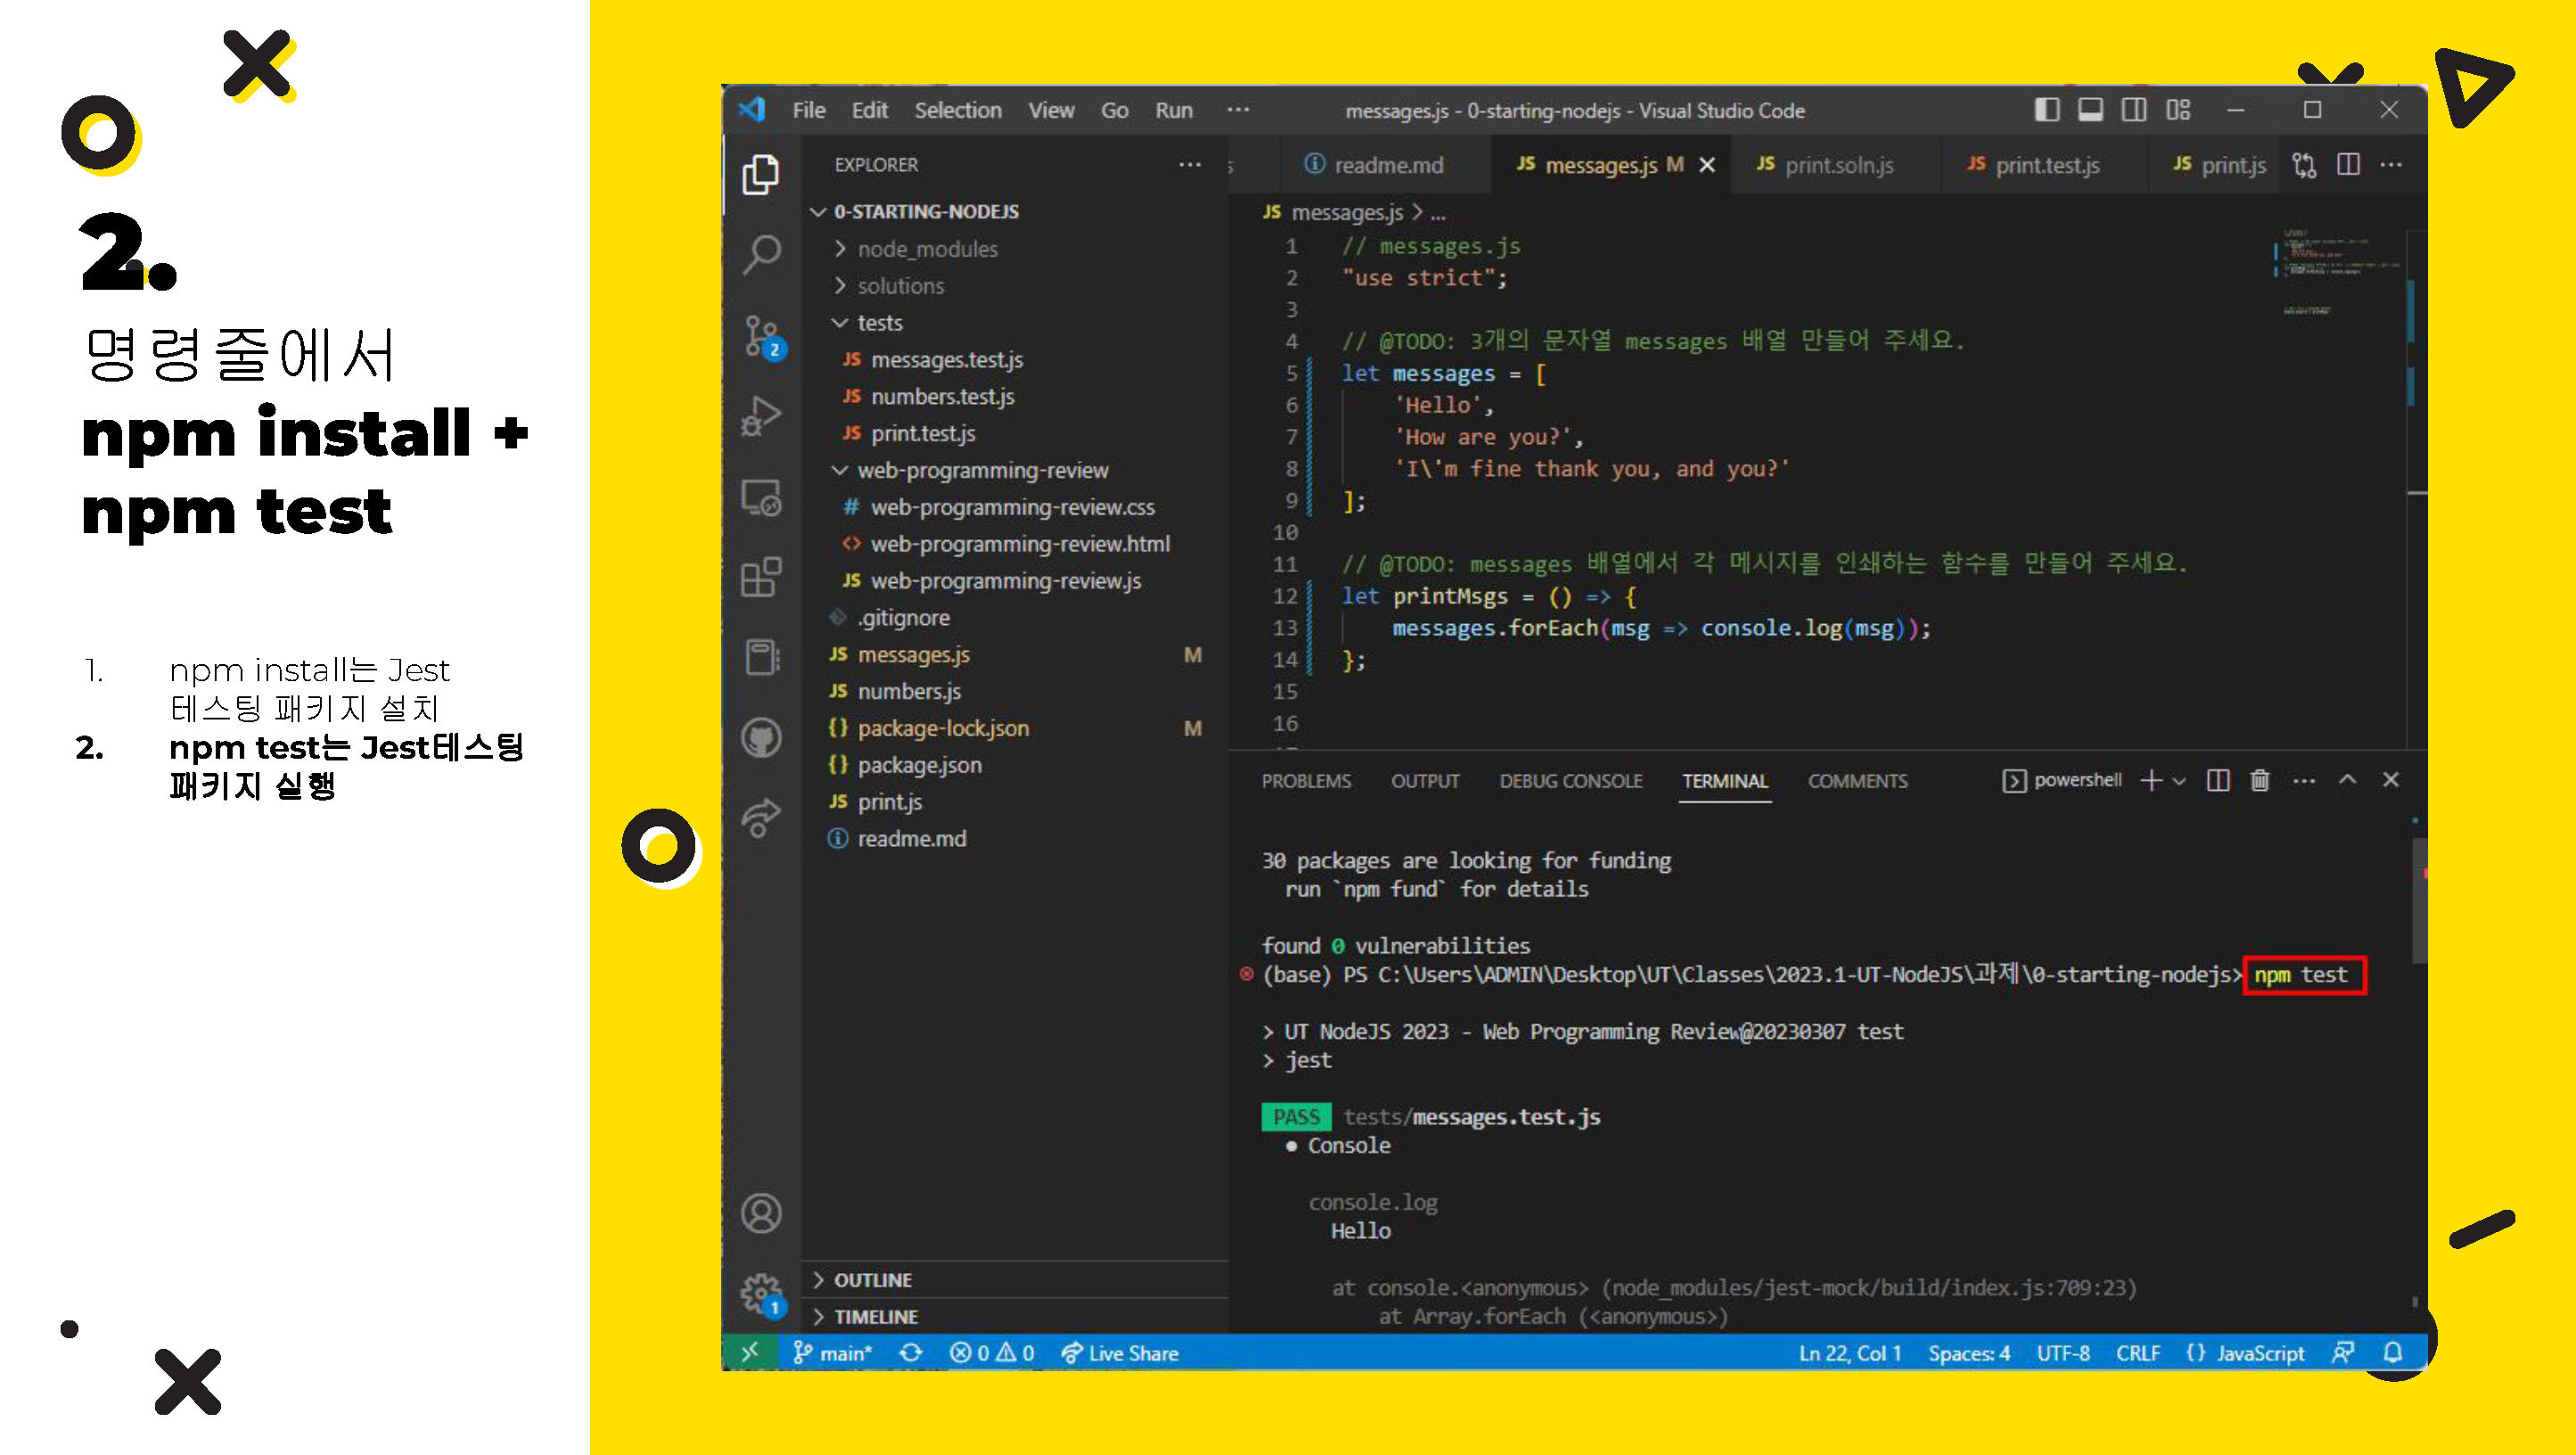 2.
명령줄에서
npm install +
npm test
1. npm install는 Jest
테스팅 패키지 설치
2. npm test는 Jest테스팅
패키지 실행
File Edit Selection View Go Run ··· messages.js - 0-starting-nodejs - Visual Studio Code
EXPLORER ···
0-STARTING-NODEJS
node_modules
solutions
tests
JS messages.test.js
JS numbers.test.js
JS print.test.js
web-programming-review
# web-programming-review.css
<> web-programming-review.html
JS web-programming-review.js
.gitignore
JS messages.js M
JS numbers.js
{} package-lock.json M
{} package.json
JS print.js
readme.md
OUTLINE
TIMELINE
readme.md JS messages.js M JS print.soln.js JS print.test.js JS print.js ···
JS messages.js > ...
1 // messages.js
2 "use strict";
3
4 // @TODO: 3개의 문자열 messages 배열 만들어 주세요.
5 let messages = [
6 'Hello',
7 'How are you?',
8 'I\'m fine thank you, and you?'
9 ];
10
11 // @TODO: messages 배열에서 각 메시지를 인쇄하는 함수를 만들어 주세요.
12 let printMsgs = () => {
13 messages.forEach(msg => console.log(msg));
14 };
15
16
PROBLEMS OUTPUT DEBUG CONSOLE TERMINAL COMMENTS powershell
30 packages are looking for funding
run `npm fund` for details
found 0 vulnerabilities
(base) PS C:\Users\ADMIN\Desktop\UT\Classes\2023.1-UT-NodeJS\과제\0-starting-nodejs> npm test
> UT NodeJS 2023 - Web Programming Review@20230307 test
> jest
PASS tests/messages.test.js
● Console
console.log
Hello
at console.<anonymous> (node_modules/jest-mock/build/index.js:709:23)
at Array.forEach (<anonymous>)
2
1
main* 0 0 Live Share Ln 22, Col 1 Spaces: 4 UTF-8 CRLF {} JavaScript